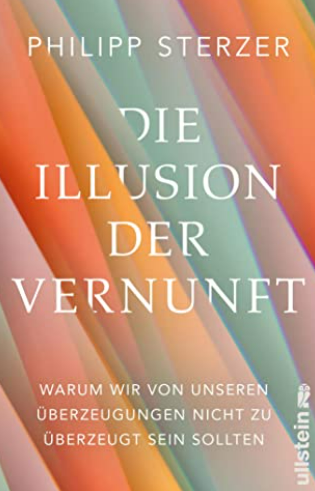 PHILIPP STERZER
DIE
ILLUSION
DER
VERNUNFT
WARUM WIR VON UNSEREN
ÜBERZEUGUNGEN NICHT ZU
ÜBERZEUGT SEIN SOLLTEN
ullstein